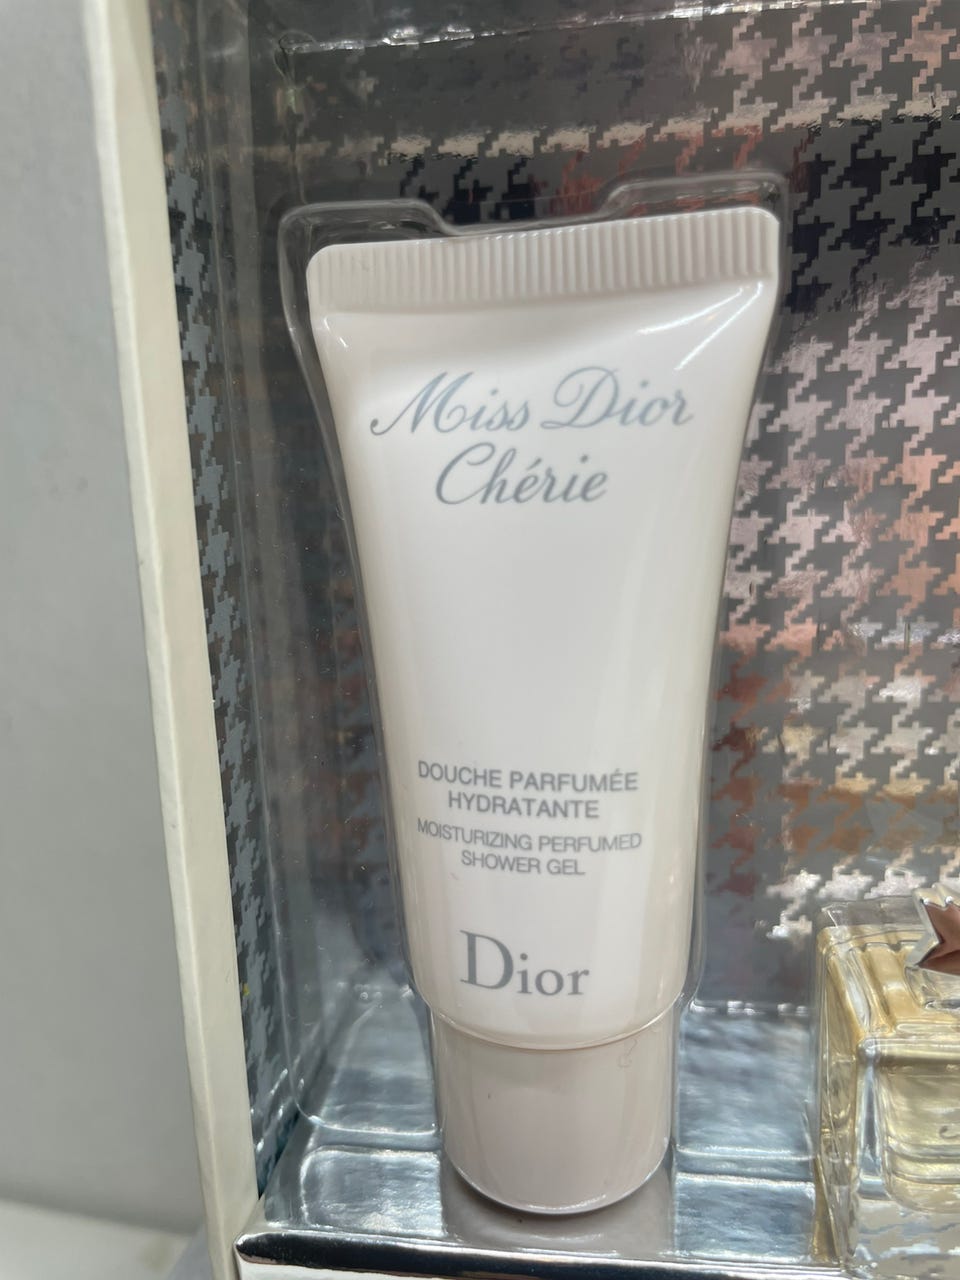 Miss Dior
Chérie
DOUCHE PARFUMÉE
HYDRATANTE
MOISTURIZING PERFUMED
SHOWER GEL
Dior